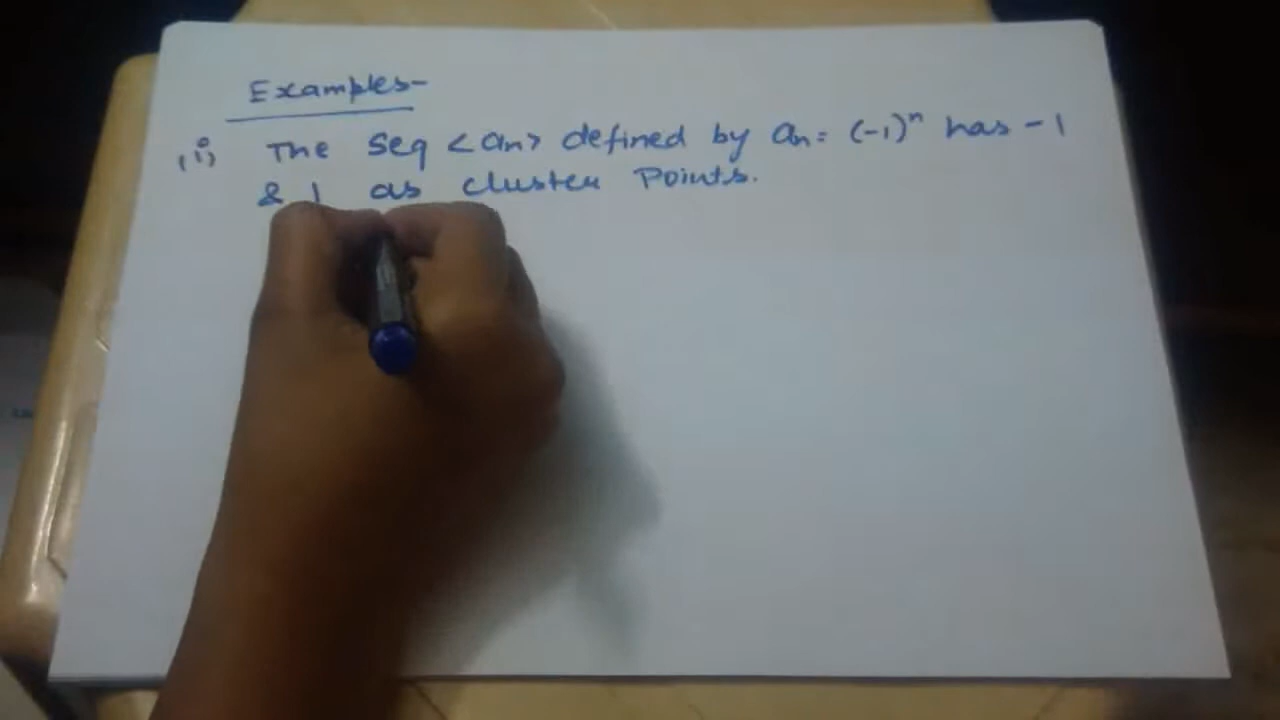 Examples-
(i) The Seq <an> defined by an = (-1)^n has -1
& 1 as cluster Points.